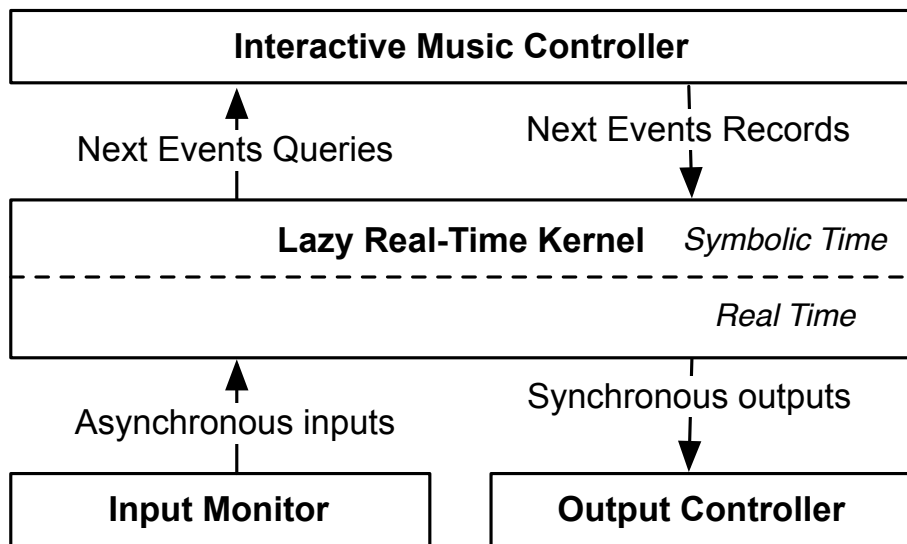 Interactive Music Controller
Next Events Queries
Next Events Records
Lazy Real-Time Kernel
Symbolic Time
Real Time
Asynchronous inputs
Synchronous outputs
Input Monitor
Output Controller